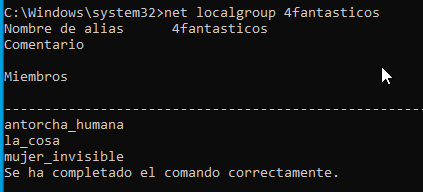 C:\Windows\system32>net localgroup 4fantasticos
Nombre de alias     4fantasticos
Comentario
Miembros
-------------------------------------------------------------------------------
antorcha_humana
la_cosa
mujer_invisible
Se ha completado el comando correctamente.